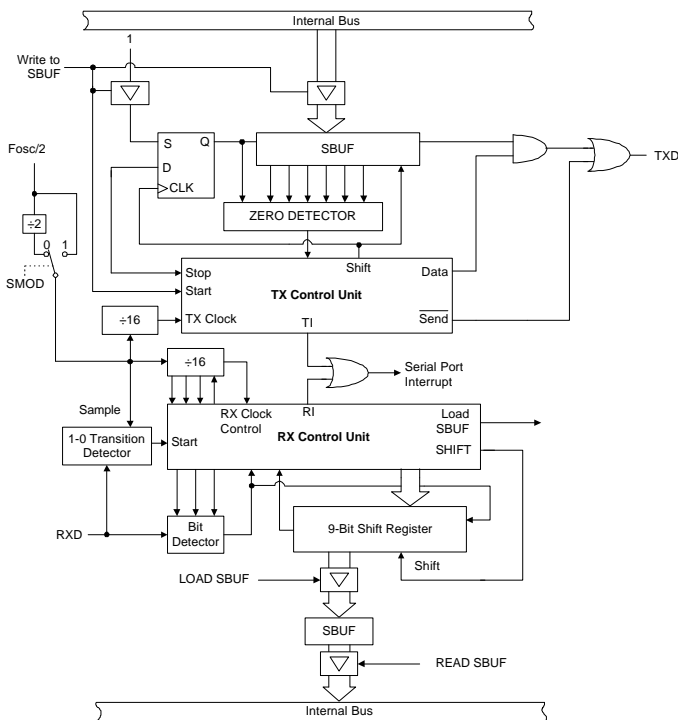 Internal Bus
1
Write to
SBUF
S
Q
D
CLK
SBUF
TXD
Fosc/2
÷2
0 1
SMOD
ZERO DETECTOR
Shift
Stop
Start
TX Control Unit
Data
÷16
TX Clock
TI
Send
÷16
Serial Port
Interrupt
Sample
RX Clock
Control
RI
Load
SBUF
1-0 Transition
Detector
Start
RX Control Unit
SHIFT
RXD
Bit
Detector
9-Bit Shift Register
Shift
LOAD SBUF
SBUF
READ SBUF
Internal Bus